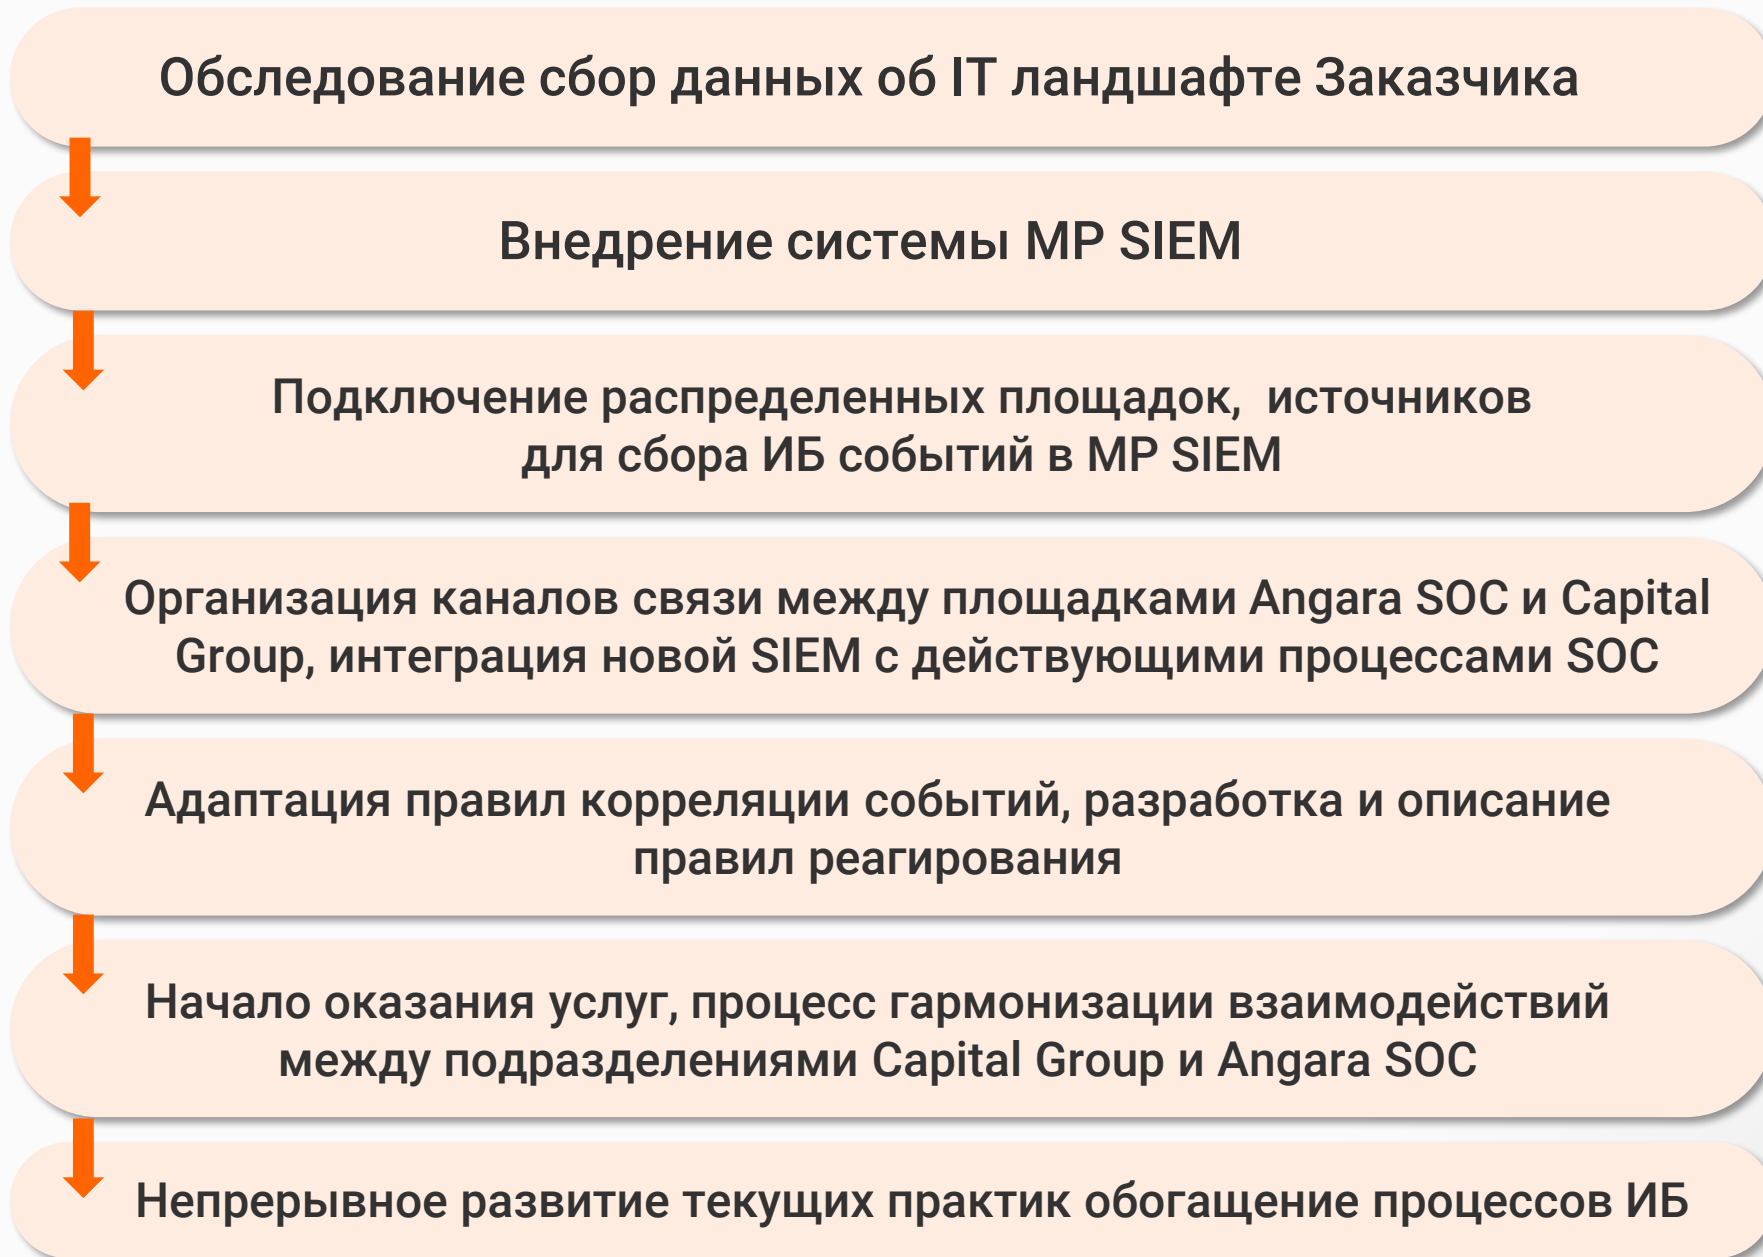 Обследование сбор данных об IT ландшафте Заказчика
Внедрение системы MP SIEM
Подключение распределенных площадок, источников
для сбора ИБ событий в MP SIEM
Организация каналов связи между площадками Angara SOC и Capital
Group, интеграция новой SIEM с действующими процессами SOC
Адаптация правил корреляции событий, разработка и описание
правил реагирования
Начало оказания услуг, процесс гармонизации взаимодействий
между подразделениями Capital Group и Angara SOC
Непрерывное развитие текущих практик обогащение процессов ИБ